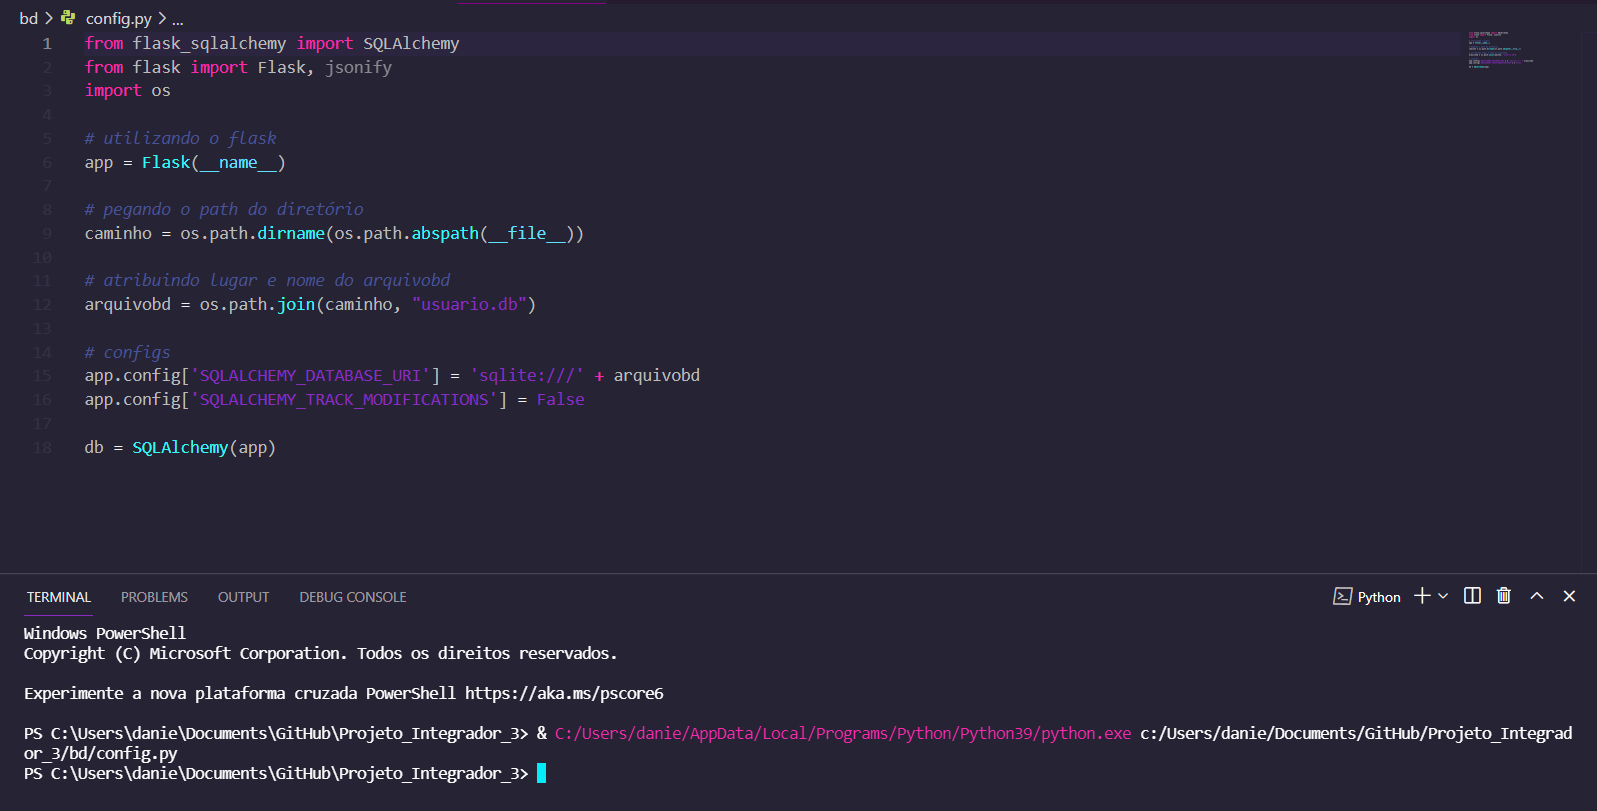 bd > config.py > ...
1 from flask_sqlalchemy import SQLAlchemy
2 from flask import Flask, jsonify
3 import os
4
5 # utilizando o flask
6 app = Flask(__name__)
7
8 # pegando o path do diretório
9 caminho = os.path.dirname(os.path.abspath(__file__))
10
11 # atribuindo lugar e nome do arquivobd
12 arquivobd = os.path.join(caminho, "usuario.db")
13
14 # configs
15 app.config['SQLALCHEMY_DATABASE_URI'] = 'sqlite:///' + arquivobd
16 app.config['SQLALCHEMY_TRACK_MODIFICATIONS'] = False
17
18 db = SQLAlchemy(app)
TERMINAL PROBLEMS OUTPUT DEBUG CONSOLE Python
Windows PowerShell
Copyright (C) Microsoft Corporation. Todos os direitos reservados.
Experimente a nova plataforma cruzada PowerShell https://aka.ms/pscore6
PS C:\Users\danie\Documents\GitHub\Projeto_Integrador_3> & C:/Users/danie/AppData/Local/Programs/Python/Python39/python.exe c:/Users/danie/Documents/GitHub/Projeto_Integrad
or_3/bd/config.py
PS C:\Users\danie\Documents\GitHub\Projeto_Integrador_3>